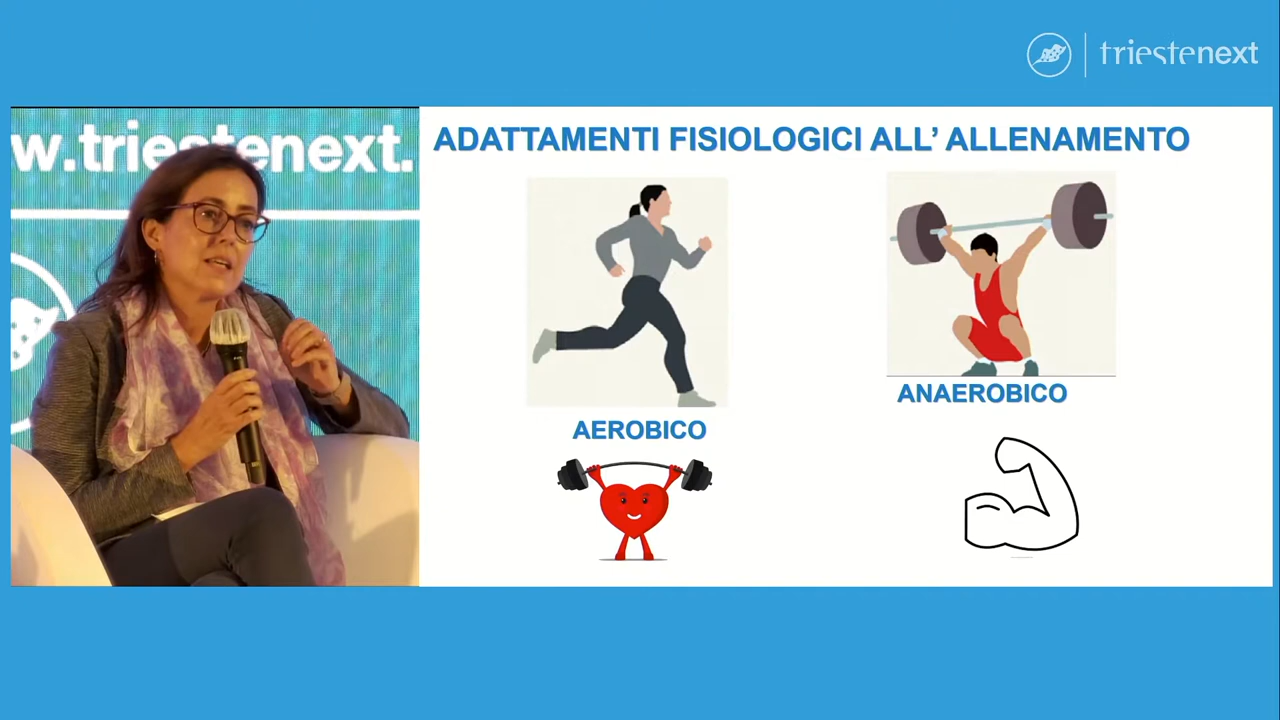 triestenext
w.triestenext.
ADATTAMENTI FISIOLOGICI ALL’ ALLENAMENTO
ANAEROBICO
AEROBICO